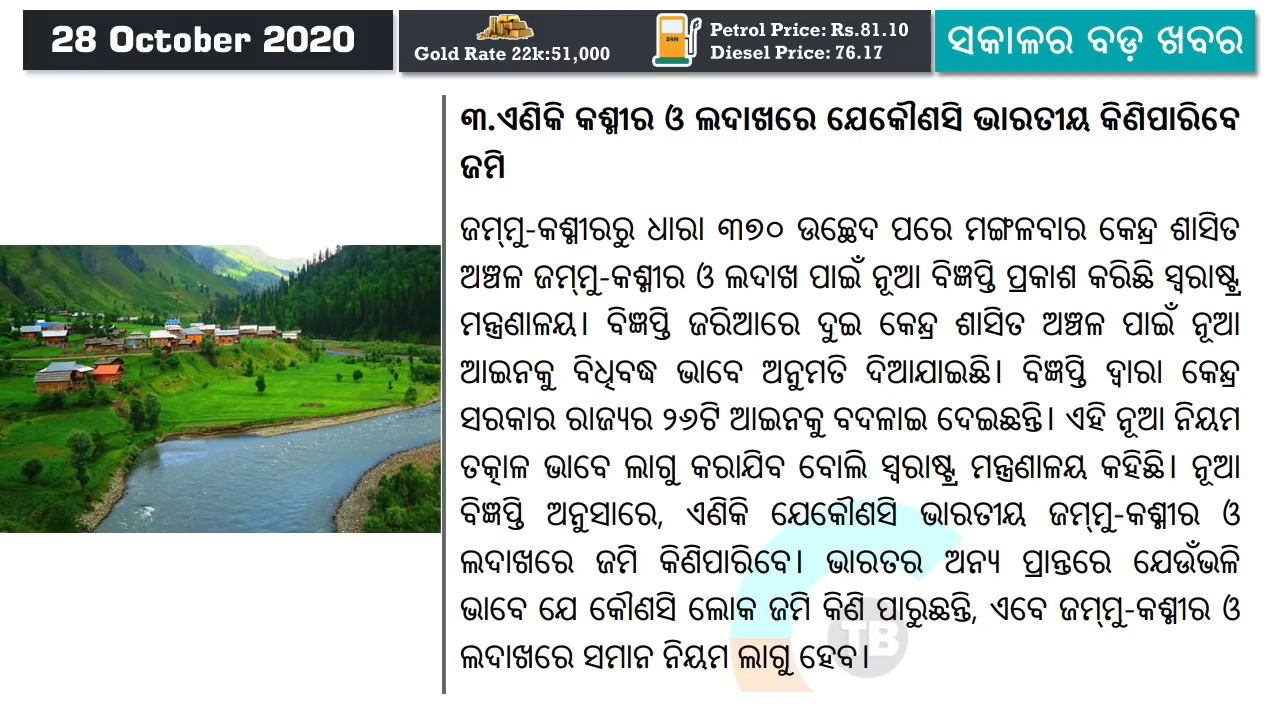 28 October 2020
Gold Rate 22k:51,000
Petrol Price: Rs.81.10
Diesel Price: 76.17
ସକାଳର ବଡ଼ ଖବର
୩.ଏଣିକି କଶ୍ମୀର ଓ ଲଦାଖରେ ଯେକୌଣସି ଭାରତୀୟ କିଣିପାରିବେ
ଜମି
ଜମ୍ମୁ-କଶ୍ମୀରରୁ ଧାରା ୩୭୦ ଉଚ୍ଛେଦ ପରେ ମଙ୍ଗଳବାର କେନ୍ଦ୍ର ଶାସିତ
ଅଞ୍ଚଳ ଜମ୍ମୁ-କଶ୍ମୀର ଓ ଲଦାଖ ପାଇଁ ନୂଆ ବିଜ୍ଞପ୍ତି ପ୍ରକାଶ କରିଛି ସ୍ୱରାଷ୍ଟ୍ର
ମନ୍ତ୍ରଣାଳୟ। ବିଜ୍ଞପ୍ତି ଜରିଆରେ ଦୁଇ କେନ୍ଦ୍ର ଶାସିତ ଅଞ୍ଚଳ ପାଇଁ ନୂଆ
ଆଇନକୁ ବିଧିବଦ୍ଧ ଭାବେ ଅନୁମତି ଦିଆଯାଇଛି। ବିଜ୍ଞପ୍ତି ଦ୍ୱାରା କେନ୍ଦ୍ର
ସରକାର ରାଜ୍ୟର ୨୬ଟି ଆଇନକୁ ବଦଳାଇ ଦେଇଛନ୍ତି। ଏହି ନୂଆ ନିୟମ
ତତ୍କାଳ ଭାବେ ଲାଗୁ କରାଯିବ ବୋଲି ସ୍ୱରାଷ୍ଟ୍ର ମନ୍ତ୍ରଣାଳୟ କହିଛି। ନୂଆ
ବିଜ୍ଞପ୍ତି ଅନୁସାରେ, ଏଣିକି ଯେକୌଣସି ଭାରତୀୟ ଜମ୍ମୁ-କଶ୍ମୀର ଓ
ଲଦାଖରେ ଜମି କିଣିପାରିବେ। ଭାରତର ଅନ୍ୟ ପ୍ରାନ୍ତରେ ଯେଉଁଭଳି
ଭାବେ ଯେ କୌଣସି ଲୋକ ଜମି କିଣି ପାରୁଛନ୍ତି, ଏବେ ଜମ୍ମୁ-କଶ୍ମୀର ଓ
ଲଦାଖରେ ସମାନ ନିୟମ ଲାଗୁ ହେବ।
TB